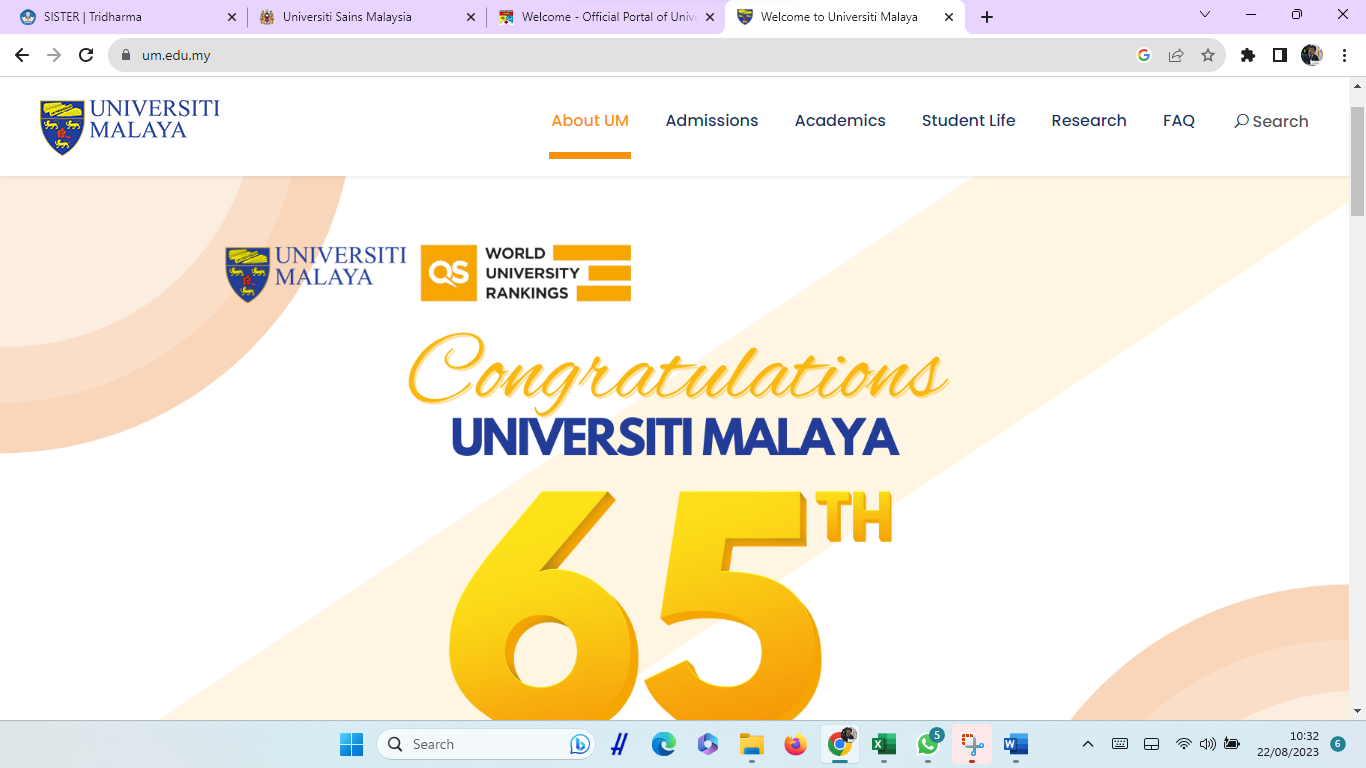 SISTER | Tridharma
Universiti Sains Malaysia
Welcome - Official Portal of Unive
Welcome to Universiti Malaya
um.edu.my
UNIVERSITI
MALAYA
About UM
Admissions
Academics
Student Life
Research
FAQ
Search
UNIVERSITI
MALAYA
QS
WORLD
UNIVERSITY
RANKINGS
Congratulations
UNIVERSITI MALAYA
65TH
Search
5
10:32
22/08/2023
6